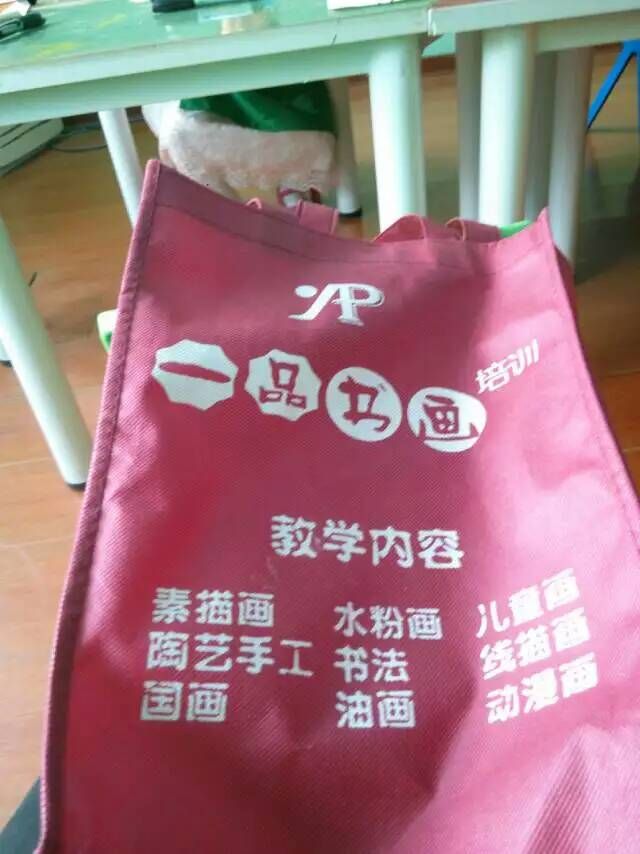 YAP
一品书画 培训
教学内容
素描画 水粉画 儿童画
陶艺手工 书法 线描画
国画 油画 动漫画